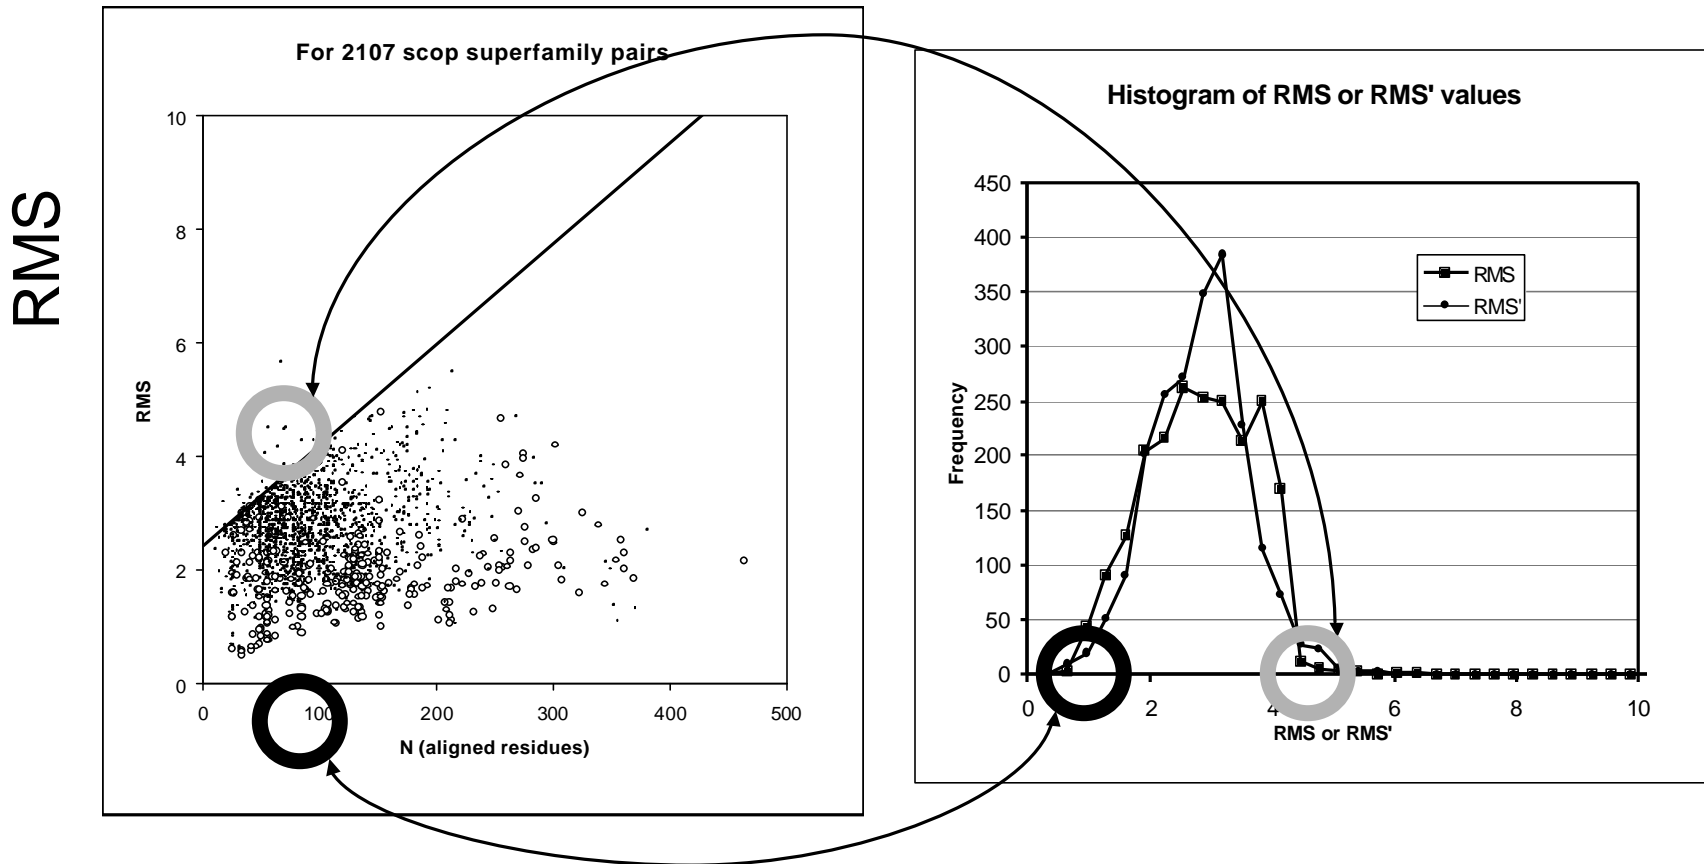 RMS
For 2107 scop superfamily pairs
10
8
6
4
2
0
RMS
0 100 200 300 400 500
N (aligned residues)
Histogram of RMS or RMS' values
450
400
350
300
250
200
150
100
50
0
Frequency
RMS
RMS'
0 2 4 6 8 10
RMS or RMS'